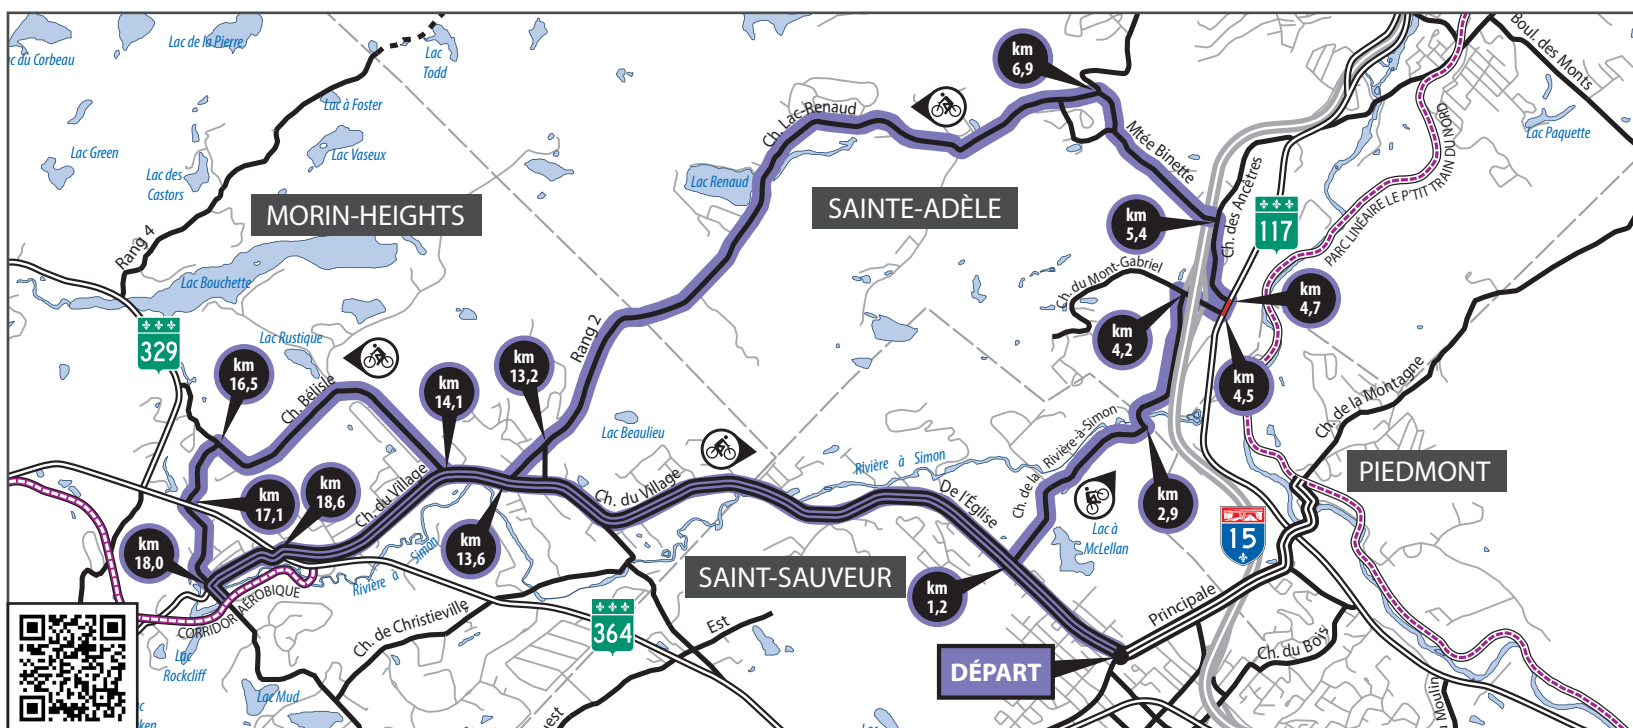 c du Corbeau
Lac de la Pierre
Lac
Todd
Lac à Foster
Lac Green
Lac Vaseux
Lac des
Castors
MORIN-HEIGHTS
Rang 4
Lac Bouchette
Lac Rustique
329
km
16,5
Ch. Bélisle
km
14,1
km
13,2
Rang 2
Ch. Lac-Renaud
Lac Renaud
SAINTE-ADÈLE
km
6,9
Mtée Binette
km
5,4
Ch. des Ancêtres
117
Ch. du Mont-Gabriel
km
4,2
km
4,7
km
4,5
Boul. des Monts
Lac Paquette
PARC LINÉAIRE LE P'TIT TRAIN DU NORD
Ch. de la Montagne
PIEDMONT
Lac Beaulieu
Ch. du Village
Ch. du Village
Rivière à Simon
De l'Église
Ch. de la
Rivière-à-Simon
Lac à
McLellan
km
2,9
15
km
17,1
km
18,6
km
18,0
km
13,6
Rivière à Simon
CORRIDOR AÉROBIQUE
SAINT-SAUVEUR
km
1,2
Principale
DÉPART
Ch. de Christieville
364
Est
Ch. du Bois
Lac
Rockcliff
Lac Mud
ac
ken
uest
Lac
Moulin